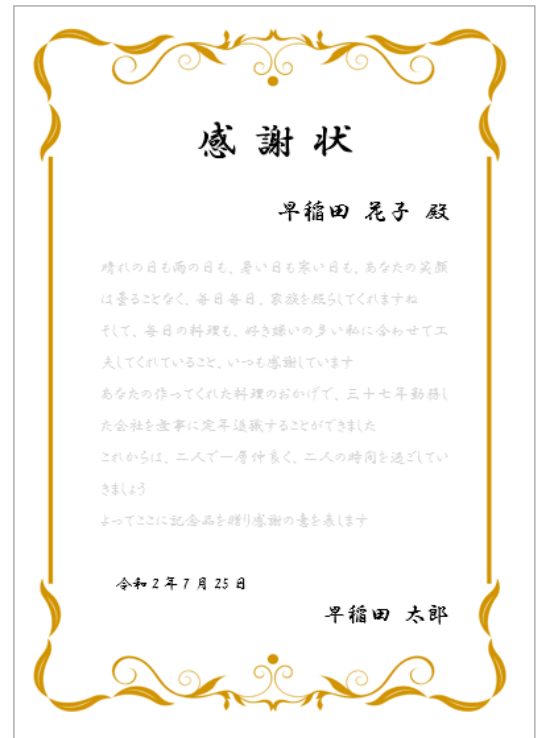 感謝状
早稲田 花子 殿
晴れの日も雨の日も、暑い日も寒い日も、あなたの笑顔
は曇ることなく、毎日毎日、家族を照らしてくれますね
そして、毎日の料理も、好き嫌いの多い私に合わせて工
夫してくれていること、いつも感謝しています
あなたの作ってくれた料理のおかげで、三十七年勤務し
た会社を無事に定年退職することができました
これからは、二人で一層仲良く、二人の時間を過ごしてい
きましょう
よってここに記念品を贈り感謝の意を表します
令和2年7月25日
早稲田 太郎